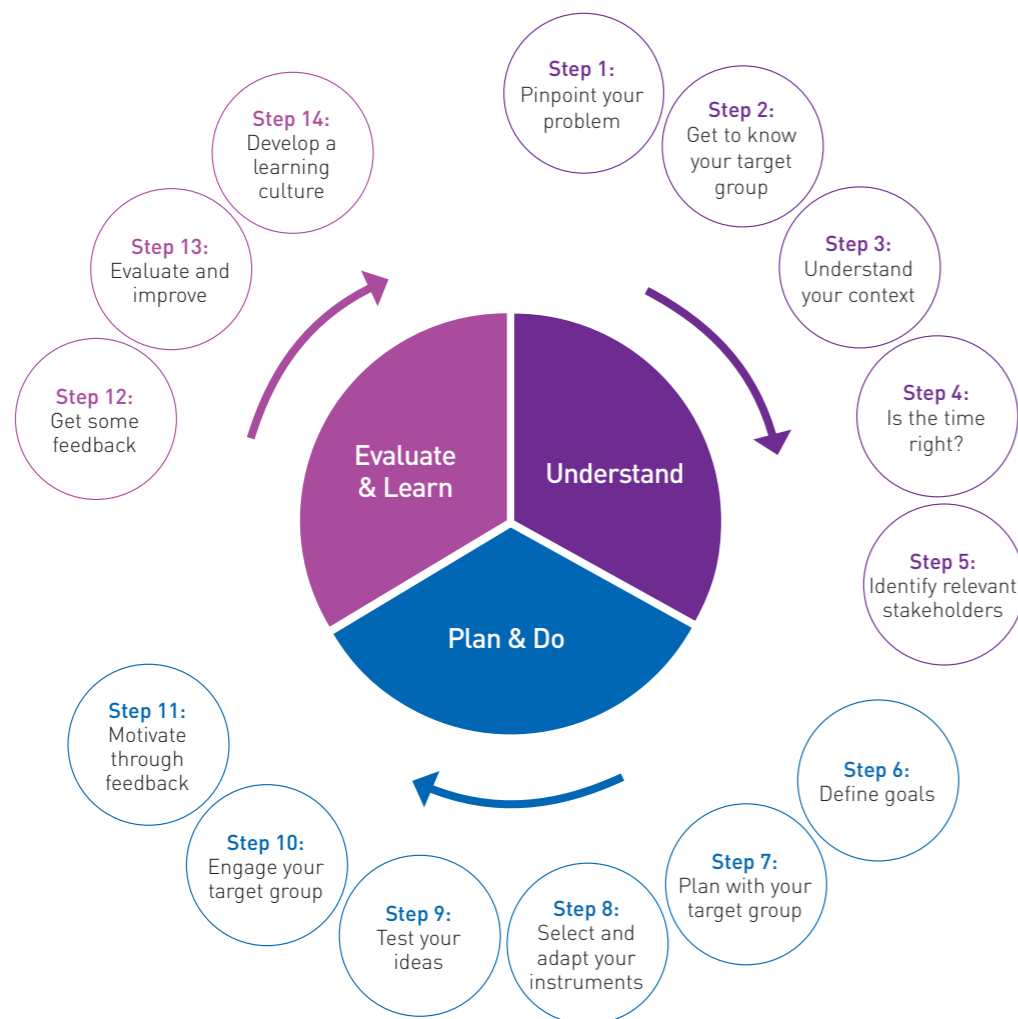 Step 1:
Pinpoint your
problem
Step 2:
Get to know
your target
group
Step 3:
Understand
your context
Step 4:
Is the time
right?
Step 5:
Identify relevant
stakeholders
Step 6:
Define goals
Step 7:
Plan with your
target group
Step 8:
Select and
adapt your
instruments
Step 9:
Test your
ideas
Step 10:
Engage your
target group
Step 11:
Motivate
through
feedback
Step 12:
Get some
feedback
Step 13:
Evaluate and
improve
Step 14:
Develop a
learning
culture
Understand
Plan & Do
Evaluate
& Learn